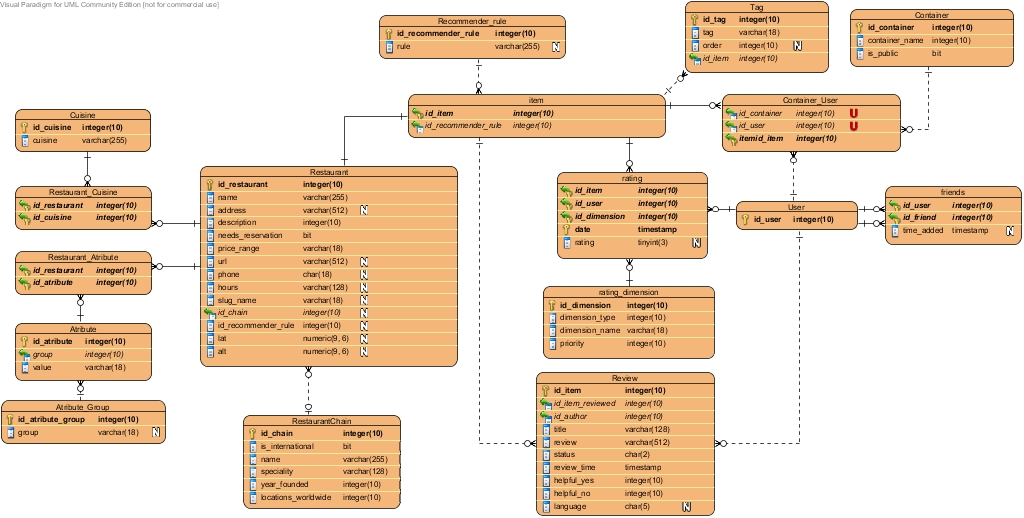 Visual Paradigm for UML Community Edition [not for commercial use]
Recommender_rule
id_recommender_rule integer(10)
rule varchar(255) N
Tag
id_tag integer(10)
tag varchar(18)
order integer(10) N
id_item integer(10)
Container
id_container integer(10)
container_name integer(10)
is_public bit
item
id_item integer(10)
id_recommender_rule integer(10)
Container_User
id_container integer(10) U
id_user integer(10) U
itemid_item integer(10)
Cuisine
id_cuisine integer(10)
cuisine varchar(255)
Restaurant_Cuisine
id_restaurant integer(10)
id_cuisine integer(10)
Restaurant_Atribute
id_restaurant integer(10)
id_atribute integer(10)
Atribute
id_atribute integer(10)
group integer(10)
value varchar(18)
Atribute_Group
id_atribute_group integer(10)
group varchar(18) N
Restaurant
id_restaurant integer(10)
name varchar(255)
address varchar(512) N
description integer(10)
needs_reservation bit
price_range varchar(18)
url varchar(512) N
phone char(18) N
hours varchar(128) N
slug_name varchar(18) N
id_chain integer(10) N
id_recommender_rule integer(10) N
lat numeric(9, 6) N
alt numeric(9, 6) N
RestaurantChain
id_chain integer(10)
is_international bit
name varchar(255)
speciality varchar(128)
year_founded integer(10)
locations_worldwide integer(10)
rating
id_item integer(10)
id_user integer(10)
id_dimension integer(10)
date timestamp
rating tinyint(3) N
User
id_user integer(10)
friends
id_user integer(10)
id_friend integer(10)
time_added timestamp N
rating_dimension
id_dimension integer(10)
dimension_type integer(10)
dimension_name varchar(18)
priority integer(10)
Review
id_item integer(10)
id_item_reviewed integer(10)
id_author integer(10)
title varchar(128)
review varchar(512)
status char(2)
review_time timestamp
helpful_yes integer(10)
helpful_no integer(10)
language char(5) N